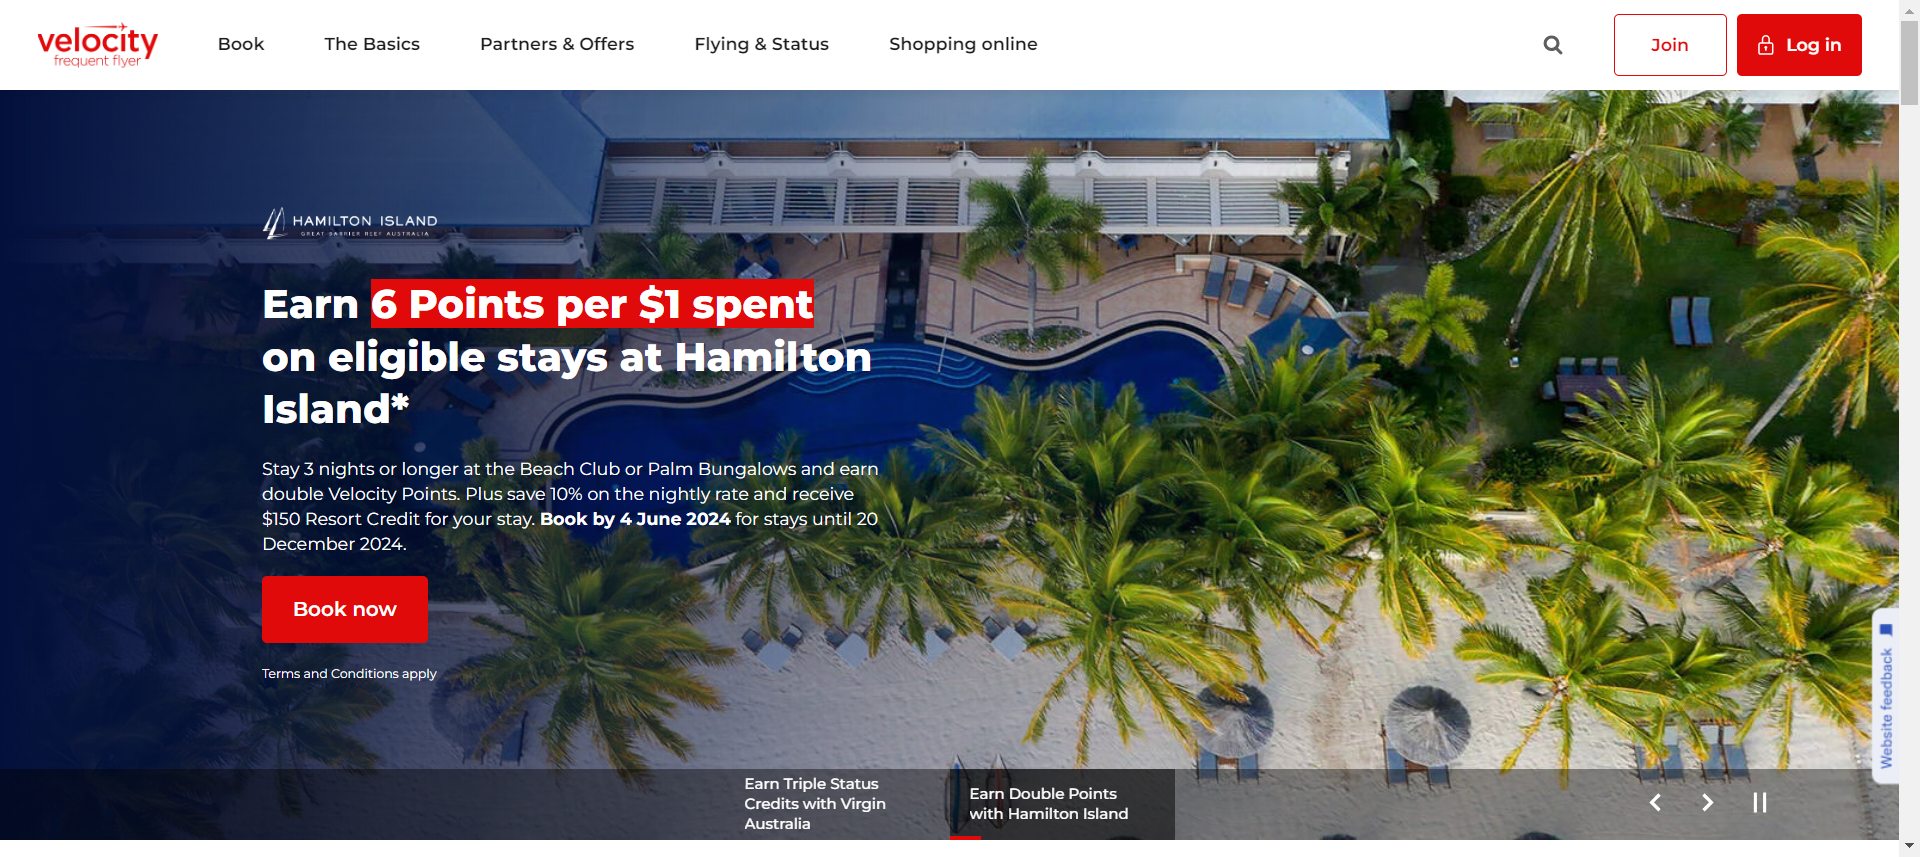 velocity
frequent flyer
Book
The Basics
Partners & Offers
Flying & Status
Shopping online
Join
Log in
HAMILTON ISLAND
GREAT BARRIER REEF AUSTRALIA
Earn 6 Points per $1 spent
on eligible stays at Hamilton
Island*
Stay 3 nights or longer at the Beach Club or Palm Bungalows and earn
double Velocity Points. Plus save 10% on the nightly rate and receive
$150 Resort Credit for your stay. Book by 4 June 2024 for stays until 20
December 2024.
Book now
Terms and Conditions apply
Website feedback
Earn Triple Status
Credits with Virgin
Australia
Earn Double Points
with Hamilton Island